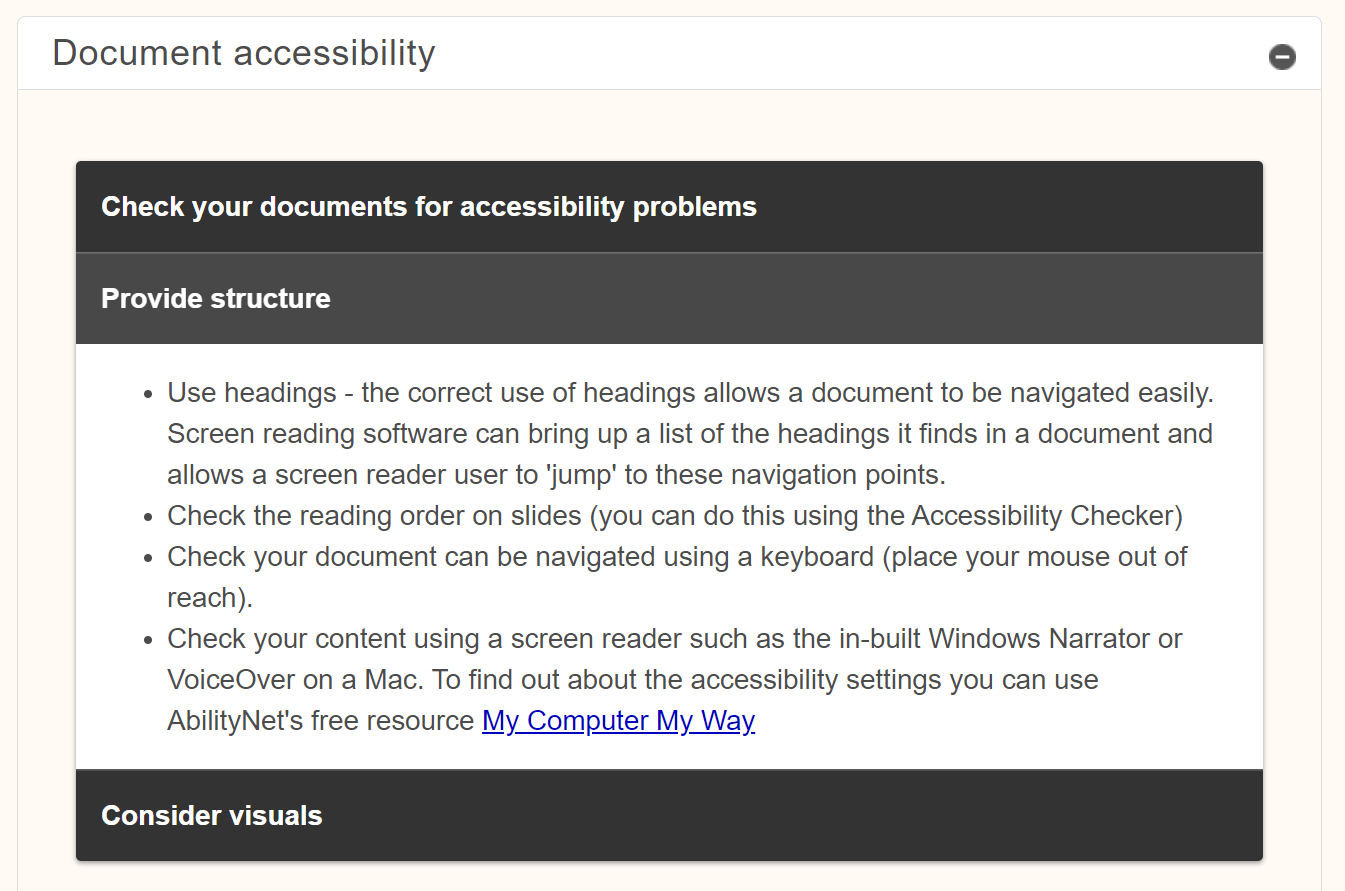 Document accessibility
Check your documents for accessibility problems
Provide structure
• Use headings - the correct use of headings allows a document to be navigated easily.
Screen reading software can bring up a list of the headings it finds in a document and
allows a screen reader user to 'jump' to these navigation points.
• Check the reading order on slides (you can do this using the Accessibility Checker)
• Check your document can be navigated using a keyboard (place your mouse out of
reach).
• Check your content using a screen reader such as the in-built Windows Narrator or
VoiceOver on a Mac. To find out about the accessibility settings you can use
AbilityNet's free resource My Computer My Way
Consider visuals